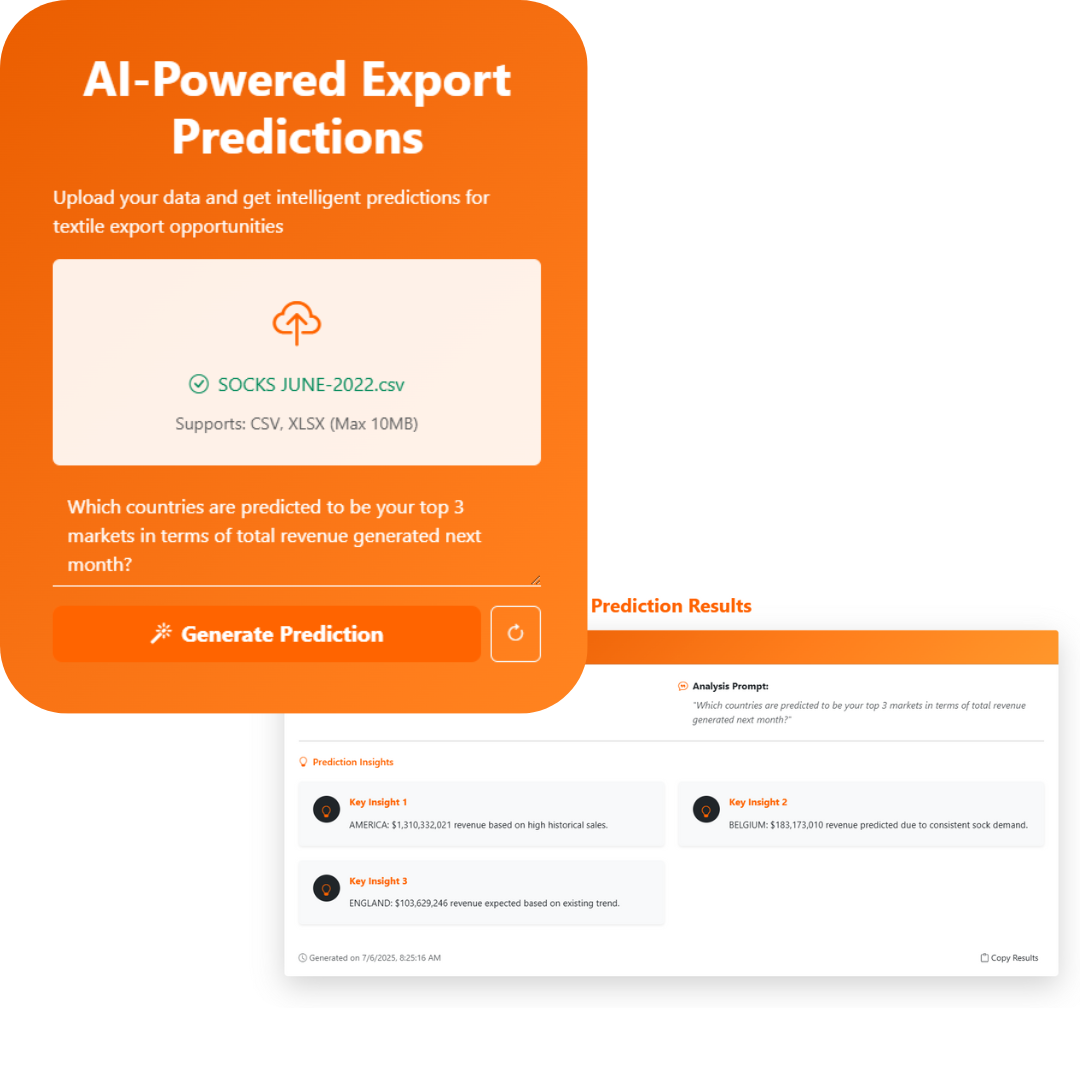 AI-Powered Export
Predictions
Upload your data and get intelligent predictions for
textile export opportunities
SOCKS JUNE-2022.csv
Supports: CSV, XLSX (Max 10MB)
Which countries are predicted to be your top 3
markets in terms of total revenue generated next
month?
Generate Prediction
Prediction Results
Analysis Prompt:
"Which countries are predicted to be your top 3 markets in terms of total revenue
generated next month?"
Prediction Insights
Key Insight 1
AMERICA: $1,310,332,021 revenue based on high historical sales.
Key Insight 2
BELGIUM: $183,173,010 revenue predicted due to consistent sock demand.
Key Insight 3
ENGLAND: $103,629,246 revenue expected based on existing trend.
Generated on 7/6/2025, 8:25:16 AM
Copy Results